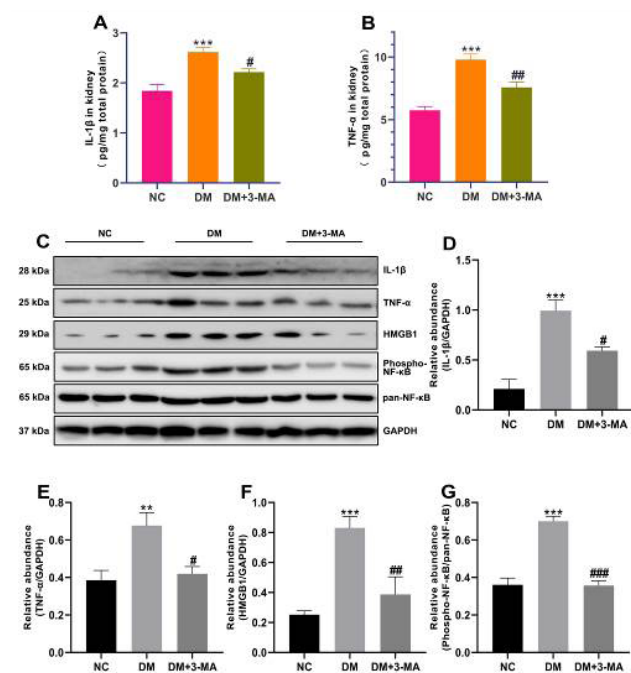 A
IL-1β in kidney
( pg/mg total protein )
3
2
1
0
***
#
NC DM DM+3-MA
B
TNF-α in kidney
( pg/mg total protein )
10
5
0
***
##
NC DM DM+3-MA
C
NC DM DM+3-MA
28 kDa IL-1β
25 kDa TNF-α
29 kDa HMGB1
65 kDa Phospho-
NF-κB
65 kDa pan-NF-κB
37 kDa GAPDH
D
Relative abundance
(IL-1β/GAPDH)
1.5
1.0
0.5
0.0
***
#
NC DM DM+3-MA
E
Relative abundance
(TNF-α/GAPDH)
0.8
0.6
0.4
0.2
0.0
**
#
NC DM DM+3-MA
F
Relative abundance
(HMGB1/GAPDH)
1.0
0.8
0.6
0.4
0.2
0.0
***
##
NC DM DM+3-MA
G
Relative abundance
(Phospho-NF-κB/pan-NF-κB)
0.8
0.6
0.4
0.2
0.0
***
###
NC DM DM+3-MA